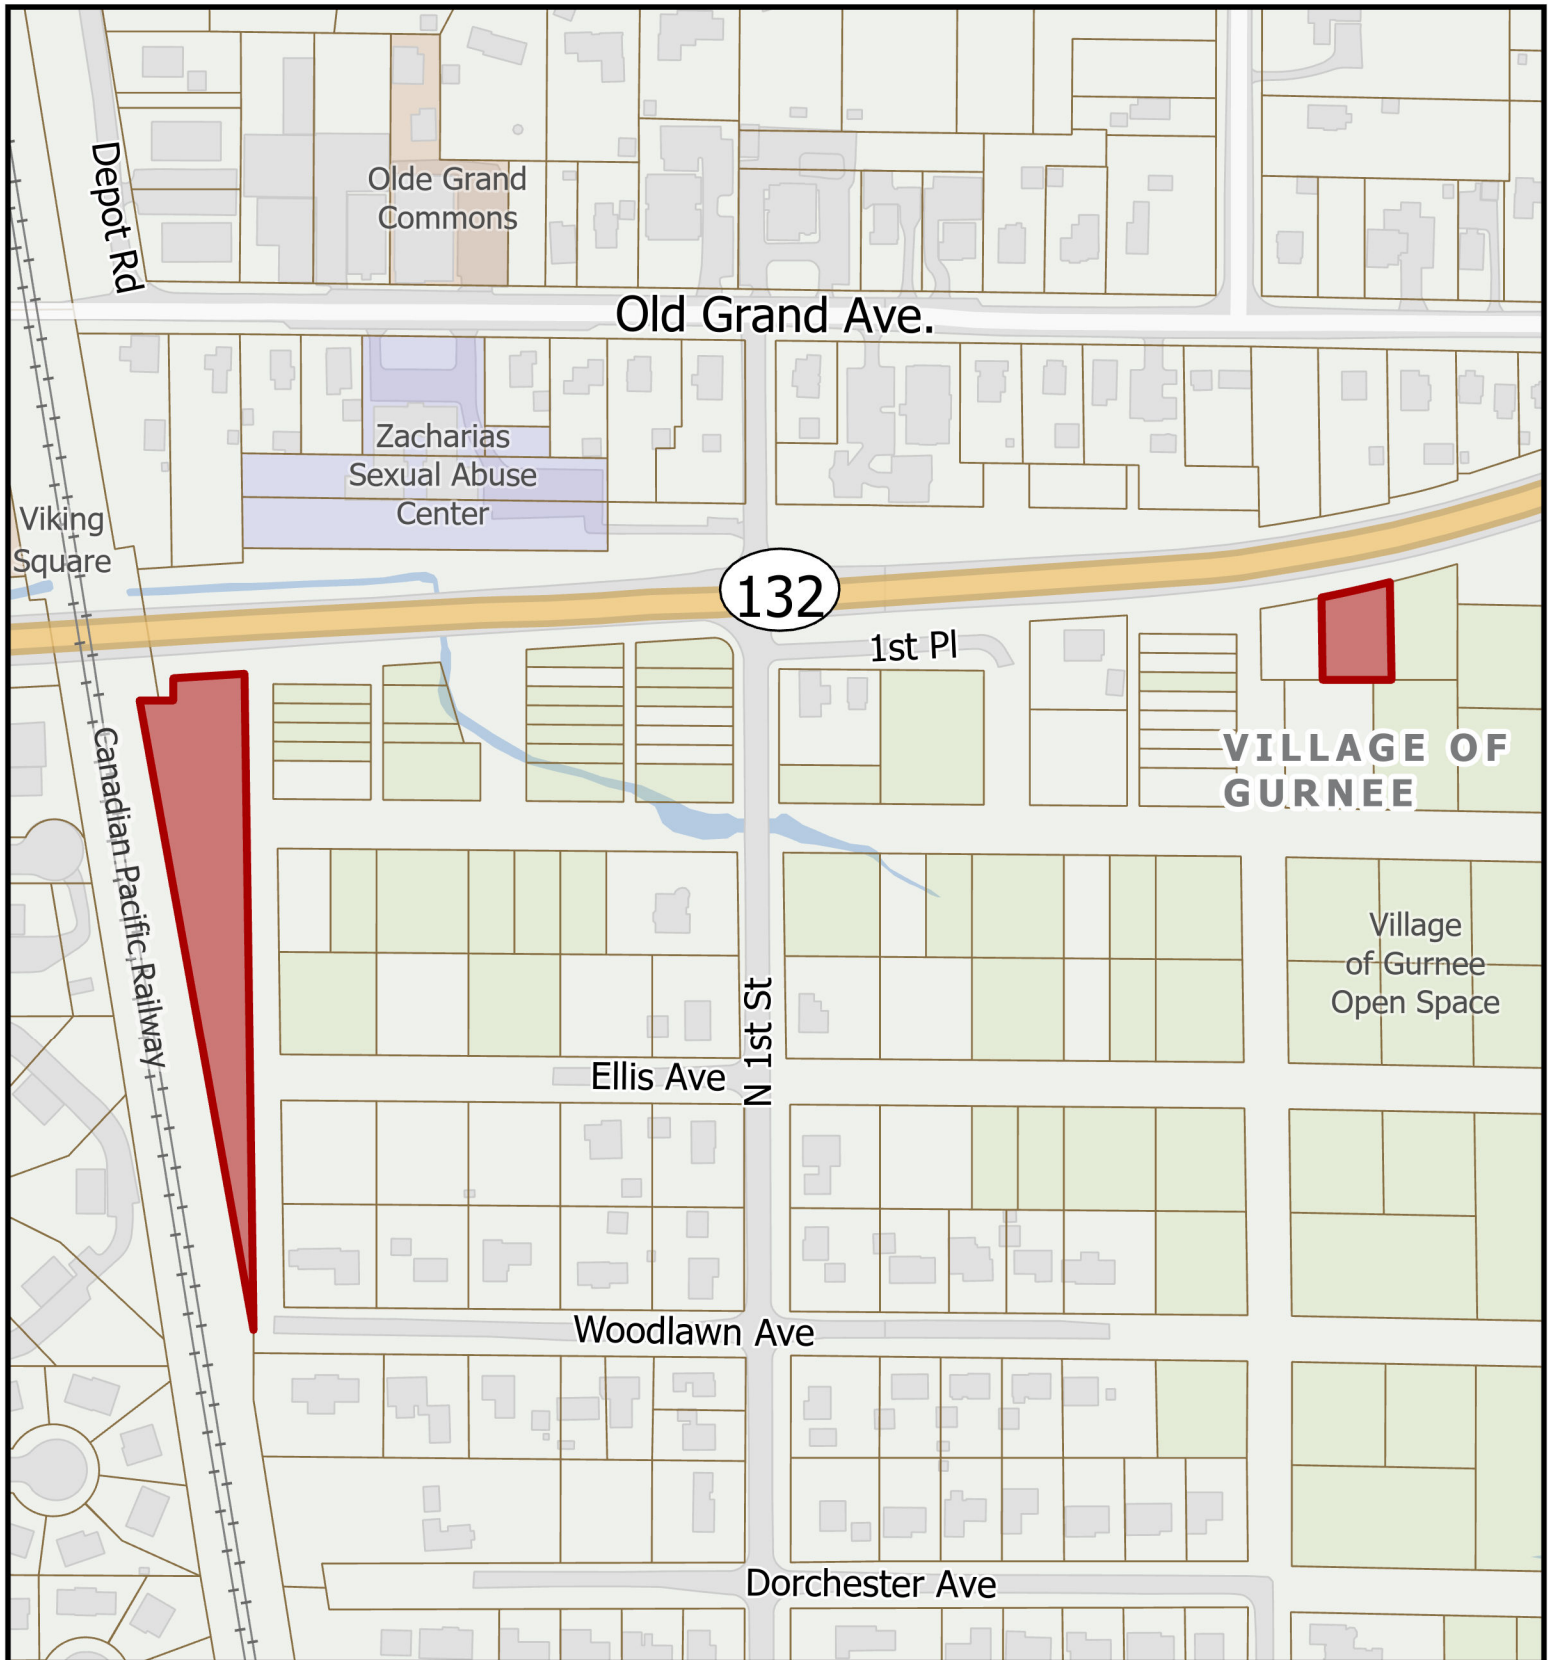 Depot Rd
Olde Grand
Commons
Old Grand Ave.
Zacharias
Sexual Abuse
Center
Viking
Square
132
1st Pl
Canadian Pacific Railway
VILLAGE OF
GURNEE
Village
of Gurnee
Open Space
N 1st St
Ellis Ave
Woodlawn Ave
Dorchester Ave